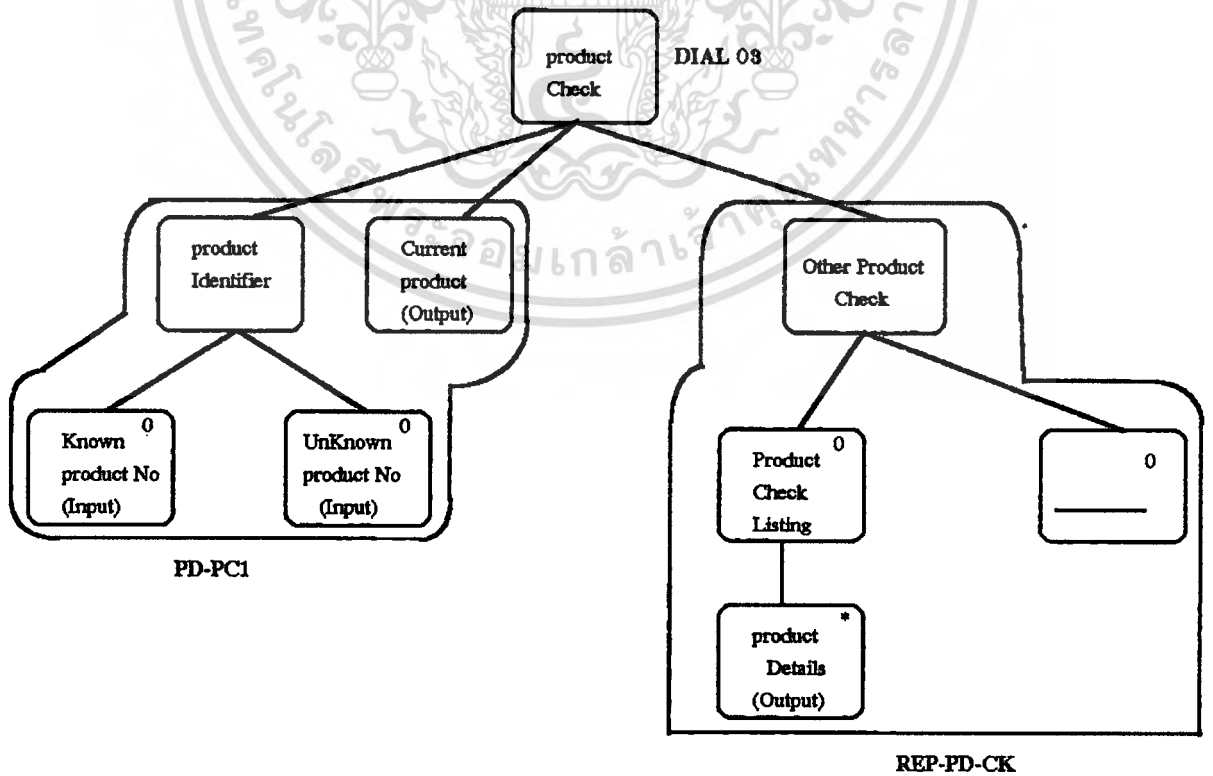 product
Check
DIAL 03
product
Identifier
Current
product
(Output)
Other Product
Check
Known
product No
(Input)
0
UnKnown
product No
(Input)
0
Product
Check
Listing
0
0
product
Details
(Output)
*
PD-PC1
REP-PD-CK